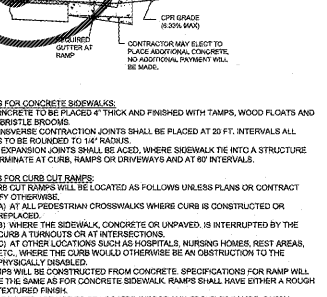 CPR GRADE
(6.33% MAX)
GUTTER AT
RAMP
CONTRACTOR MAY ELECT TO
PLACE ADDITIONAL CONCRETE,
NO ADDITIONAL PAYMENT WILL
BE MADE.
S FOR CONCRETE SIDEWALKS:
NCRETE TO BE PLACED 4" THICK AND FINISHED WITH TAMPS, WOOD FLOATS AND
BRISTLE BROOMS.
NSVERSE CONTRACTION JOINTS SHALL BE PLACED AT 20 FT. INTERVALS ALL
S TO BE ROUNDED TO 1/4" RADIUS.
EXPANSION JOINTS SHALL BE ACED, WHERE SIDEWALK TIE INTO A STRUCTURE
RMINATE AT CURB, RAMPS OR DRIVEWAYS AND AT 60' INTERVALS.
S FOR CURB CUT RAMPS:
RB CUT RAMPS WILL BE LOCATED AS FOLLOWS UNLESS PLANS OR CONTRACT
FY OTHERWISE.
A) AT ALL PEDESTRIAN CROSSWALKS WHERE CURB IS CONSTRUCTED OR
REPLACED.
B) WHERE THE SIDEWALK, CONCRETE OR UNPAVED, IS INTERRUPTED BY THE
CURB A TURNOUTS OR AT INTERSECTIONS.
C) AT OTHER LOCATIONS SUCH AS HOSPITALS, NURSING HOMES, REST AREAS,
ETC., WHERE THE CURB WOULD OTHERWISE BE AN OBSTRUCTION TO THE
PHYSICALLY DISABLED.
MPS WILL BE CONSTRUCTED FROM CONCRETE. SPECIFICATIONS FOR RAMP WILL
E THE SAME AS FOR CONCRETE SIDEWALK. RAMPS SHALL HAVE EITHER A ROUGH
TEXTURED FINISH.